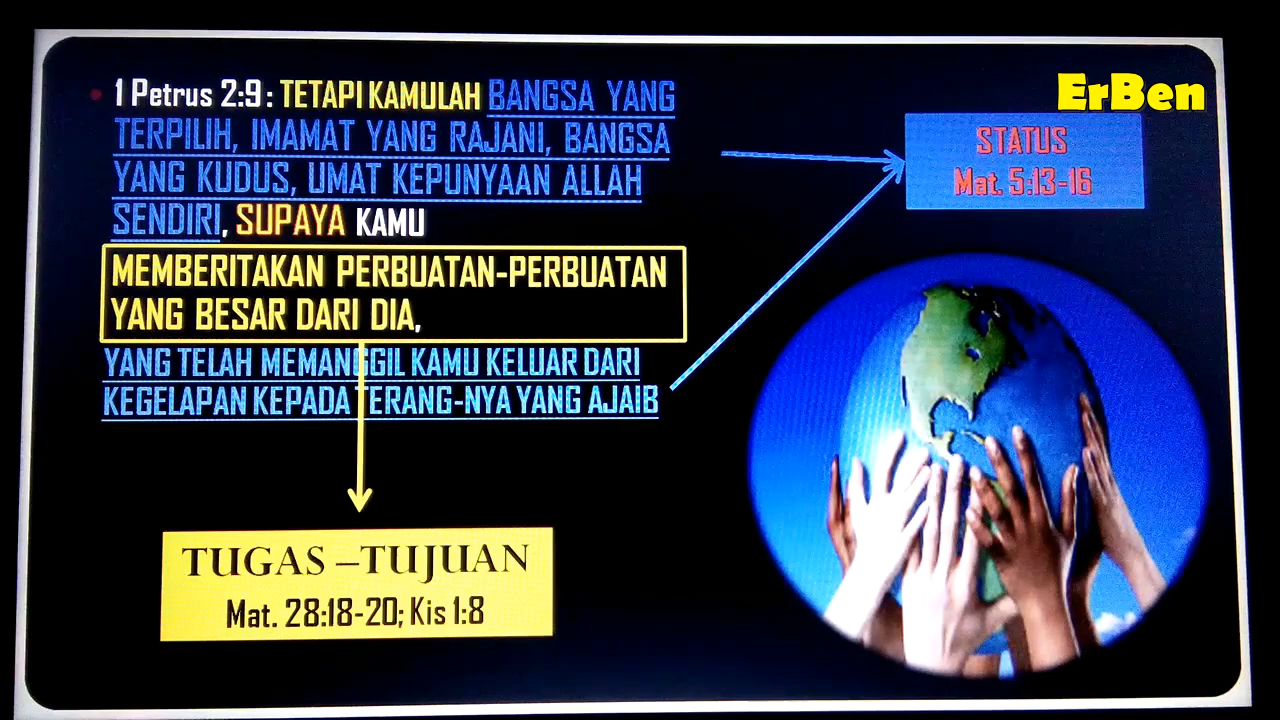 1 Petrus 2:9 : TETAPI KAMULAH BANGSA YANG
TERPILIH, IMAMAT YANG RAJANI, BANGSA
YANG KUDUS, UMAT KEPUNYAAN ALLAH
SENDIRI, SUPAYA KAMU
MEMBERITAKAN PERBUATAN-PERBUATAN
YANG BESAR DARI DIA,
YANG TELAH MEMANGGIL KAMU KELUAR DARI
KEGELAPAN KEPADA TERANG-NYA YANG AJAIB
ErBen
STATUS
Mat. 5:13-16
TUGAS –TUJUAN
Mat. 28:18-20; Kis 1:8